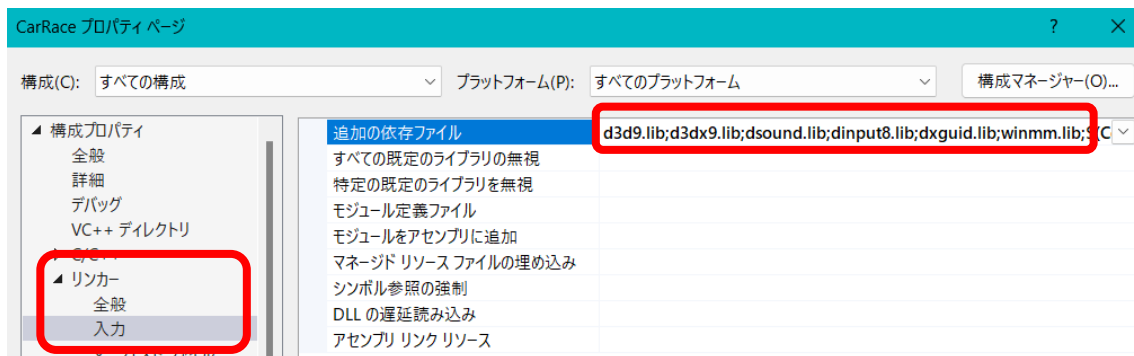 CarRace プロパティ ページ ? ×
構成(C): すべての構成 プラットフォーム(P): すべてのプラットフォーム 構成マネージャー(O)...
構成プロパティ
全般
詳細
デバッグ
VC++ ディレクトリ
C/C++
リンカー
全般
入力
追加の依存ファイル d3d9.lib;d3dx9.lib;dsound.lib;dinput8.lib;dxguid.lib;winmm.lib;$(C
すべての既定のライブラリの無視
特定の既定のライブラリを無視
モジュール定義ファイル
モジュールをアセンブリに追加
マネージド リソース ファイルの埋め込み
シンボル参照の強制
DLL の遅延読み込み
アセンブリ リンク リソース